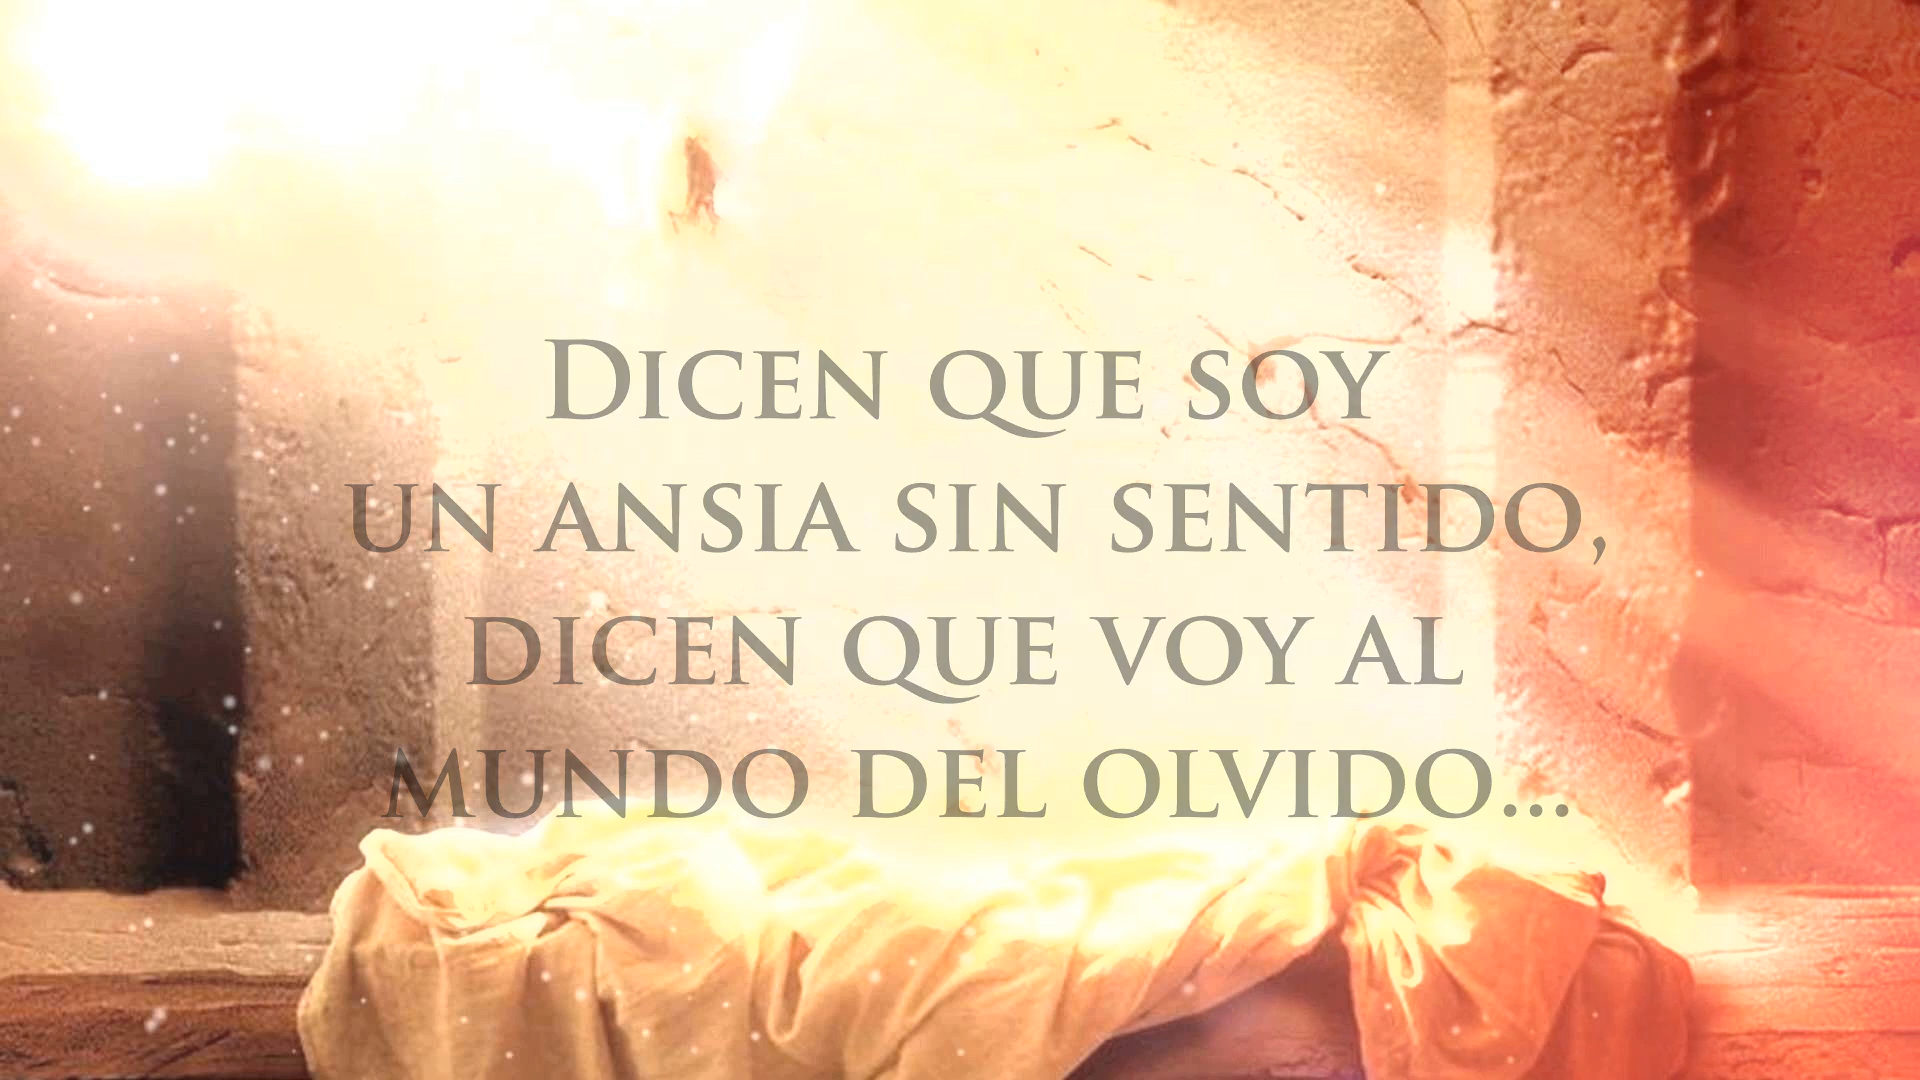 Dicen que soy
un ansia sin sentido,
dicen que voy al
mundo del olvido...